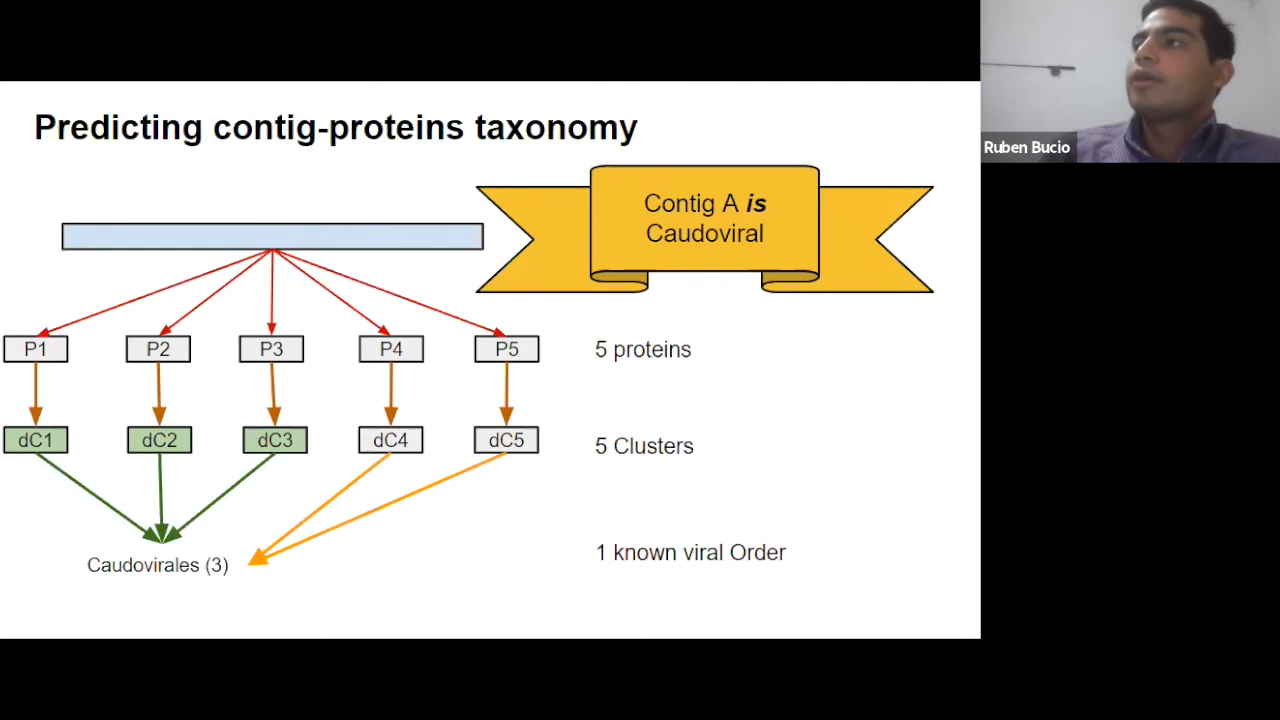 Predicting contig-proteins taxonomy
Ruben Bucio
Contig A is
Caudoviral
P1 P2 P3 P4 P5 5 proteins
dC1 dC2 dC3 dC4 dC5 5 Clusters
Caudovirales (3) 1 known viral Order